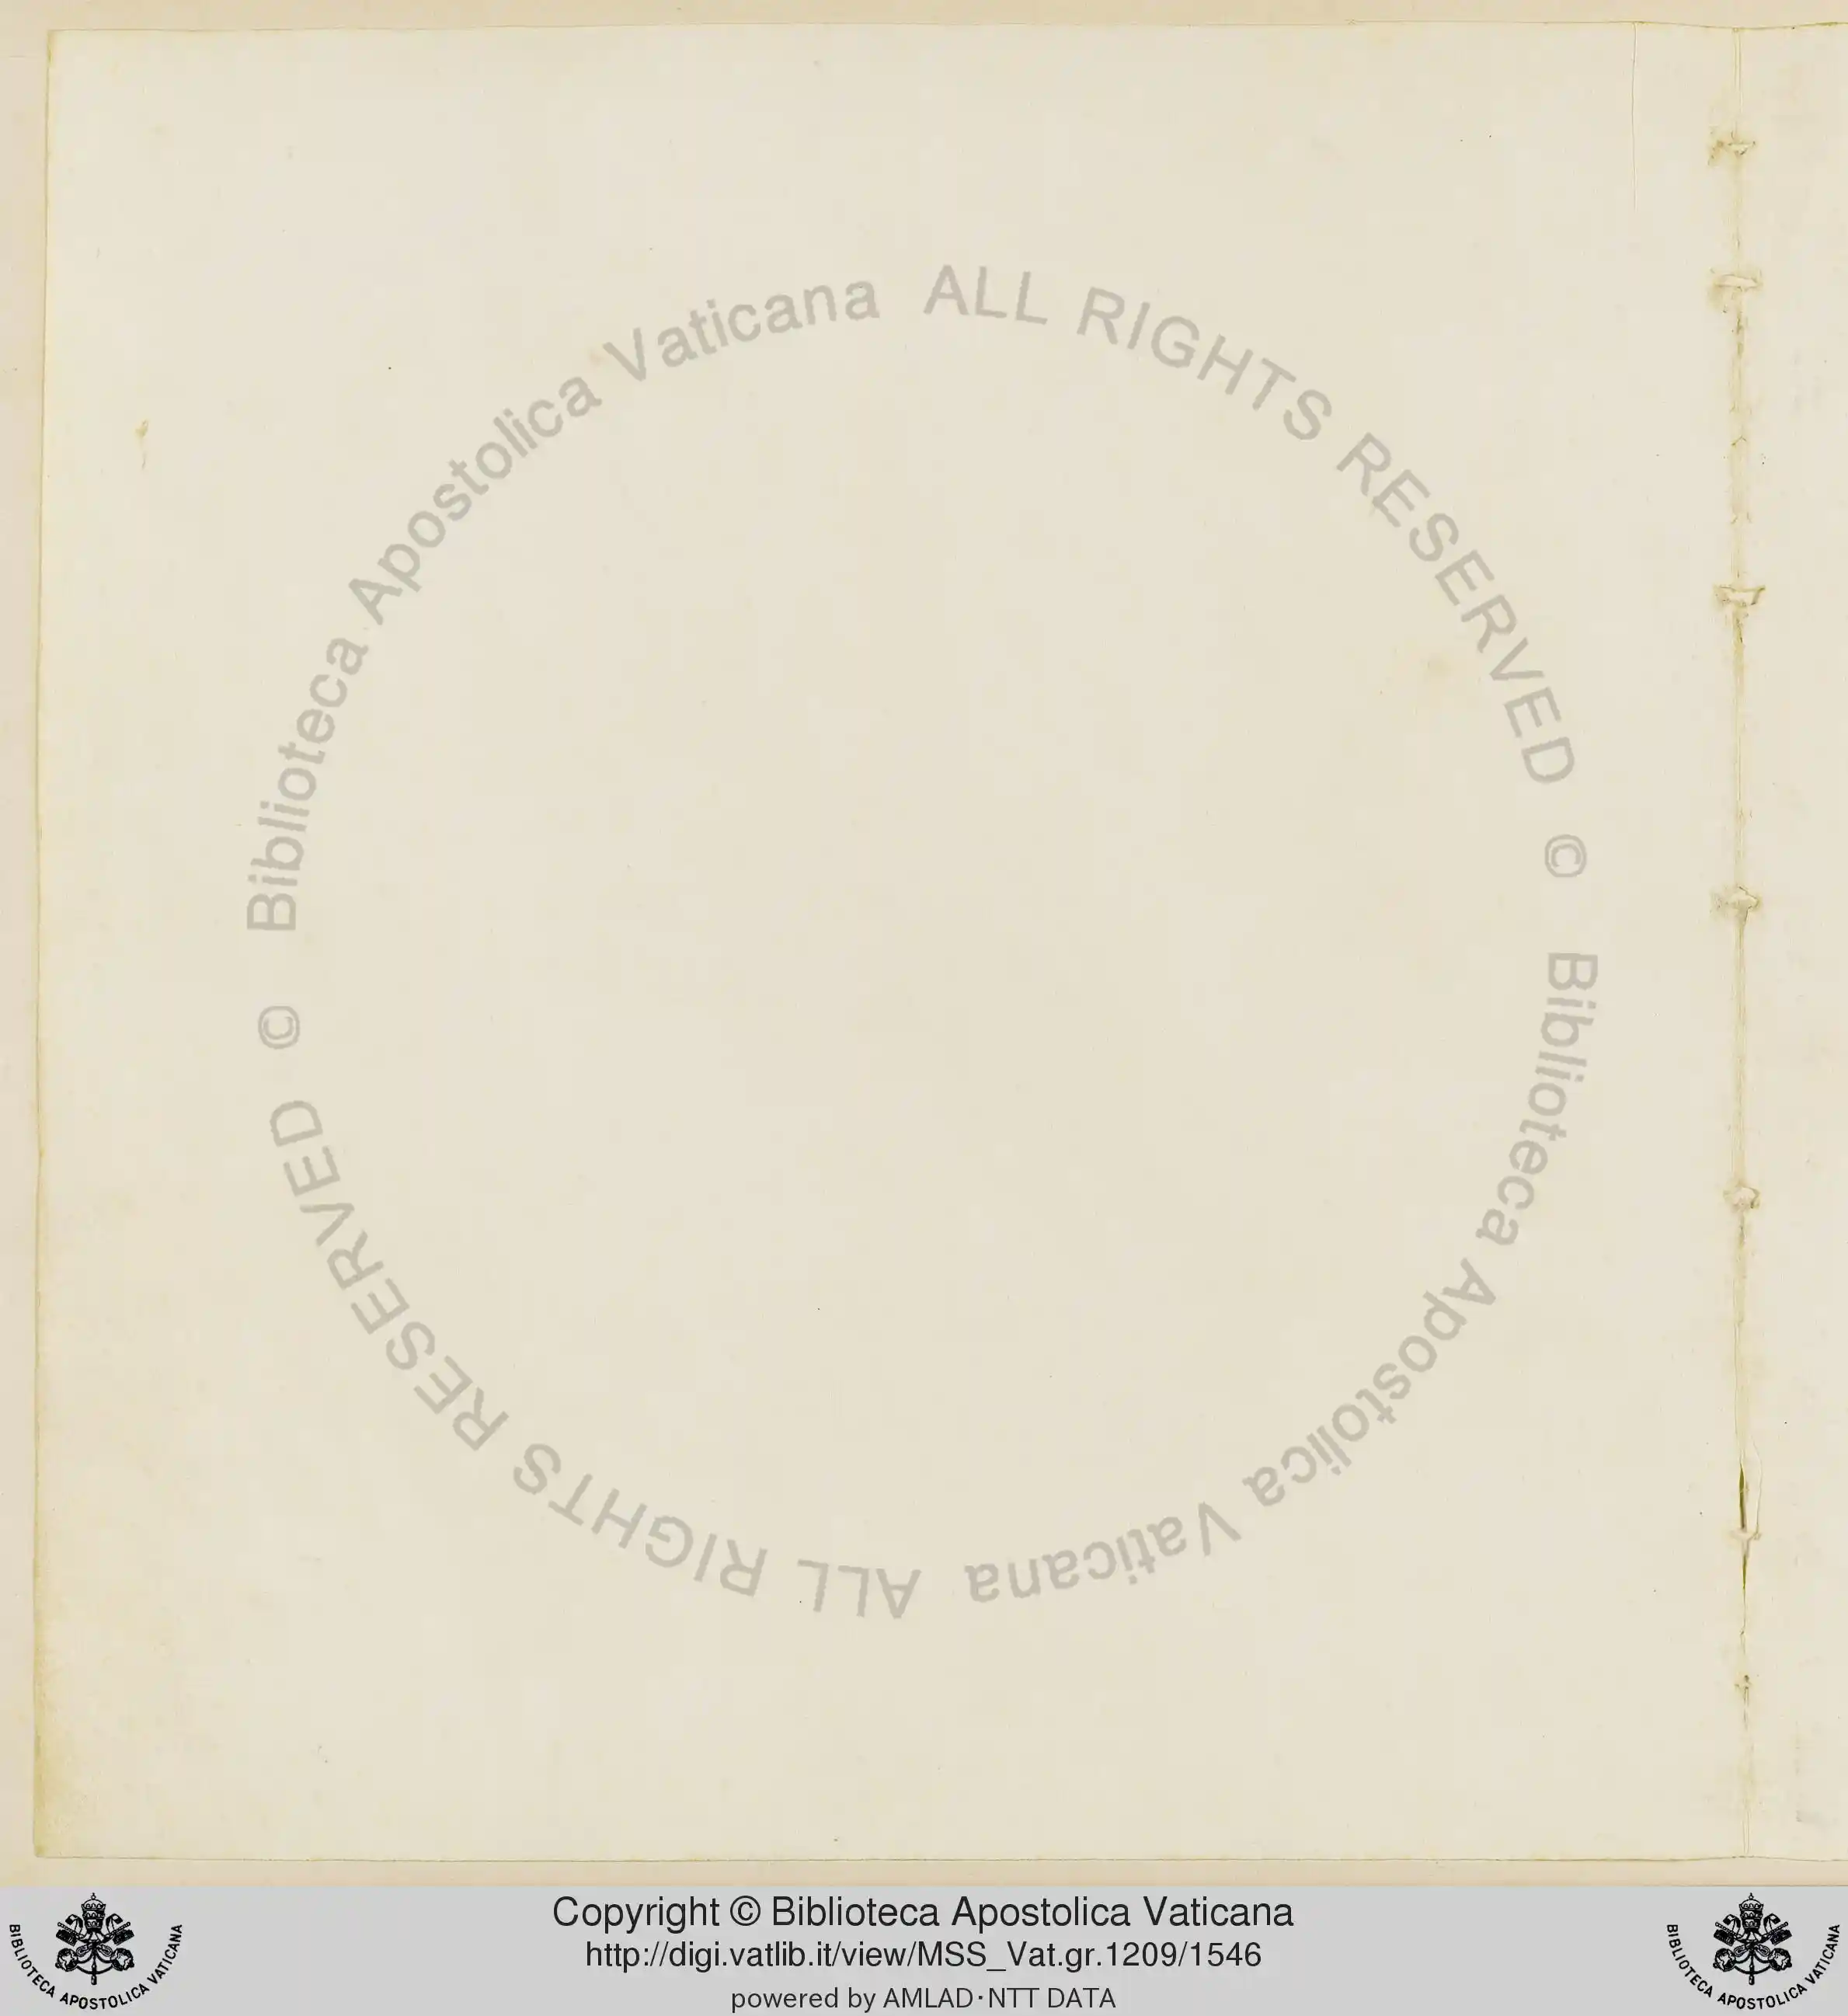 © Biblioteca Apostolica Vaticana ALL RIGHTS RESERVED
© Biblioteca Apostolica Vaticana ALL RIGHTS RESERVED
BIBLIOTECA APOSTOLICA VATICANA
Copyright © Biblioteca Apostolica Vaticana
http://digi.vatlib.it/view/MSS_Vat.gr.1209/1546
powered by AMLAD·NTT DATA
BIBLIOTECA APOSTOLICA VATICANA